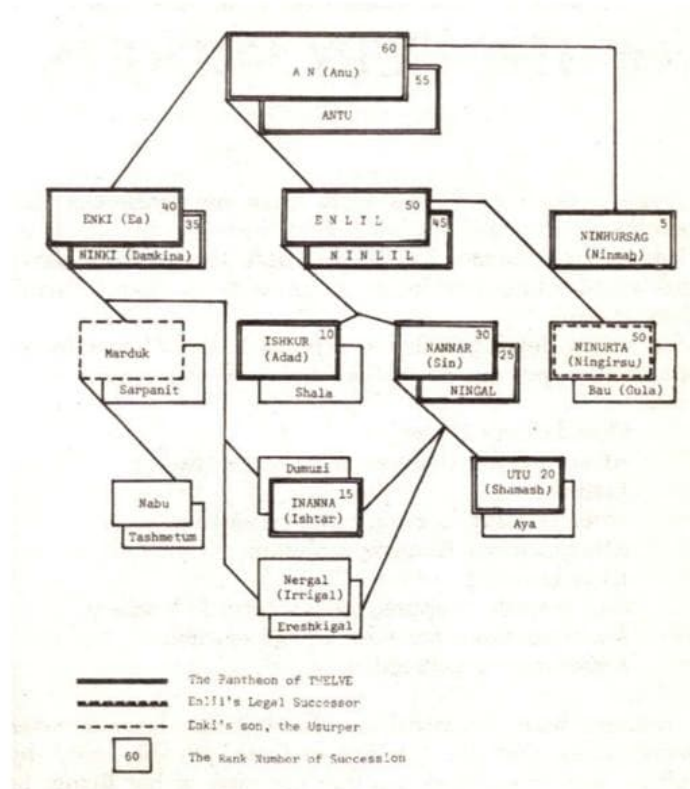 60
A N (Anu)
55
ANTU
40
ENKI (Ea)
35
NINKI (Damkina)
50
E N L I L
45
N I N L I L
5
NINHURSAG
(Ninmah)
Marduk
Sarpanit
10
ISHKUR
(Adad)
Shala
30
NANNAR
(Sin)
25
NINGAL
50
NINURTA
(Ningirsu)
Bau (Gula)
Nabu
Tashmetum
Dumuzi
15
INANNA
(Ishtar)
UTU 20
(Shamash)
Aya
Nergal
(Irrigal)
Ereshkigal
The Pantheon of TWELVE
Enlil's Legal Successor
Enki's son, the Usurper
60 The Rank Number of Succession